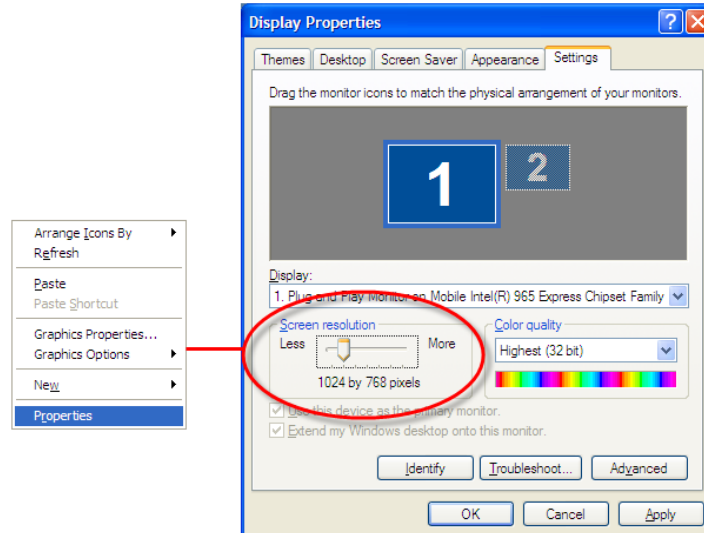 Display Properties
Themes Desktop Screen Saver Appearance Settings
Drag the monitor icons to match the physical arrangement of your monitors.
1 2
Arrange Icons By
Refresh
Paste
Paste Shortcut
Graphics Properties...
Graphics Options
New
Properties
Display:
1. Plug and Play Monitor on Mobile Intel(R) 965 Express Chipset Family
Screen resolution
Less More
1024 by 768 pixels
Color quality
Highest (32 bit)
Use this device as the primary monitor.
Extend my Windows desktop onto this monitor.
Identify Troubleshoot... Advanced
OK Cancel Apply